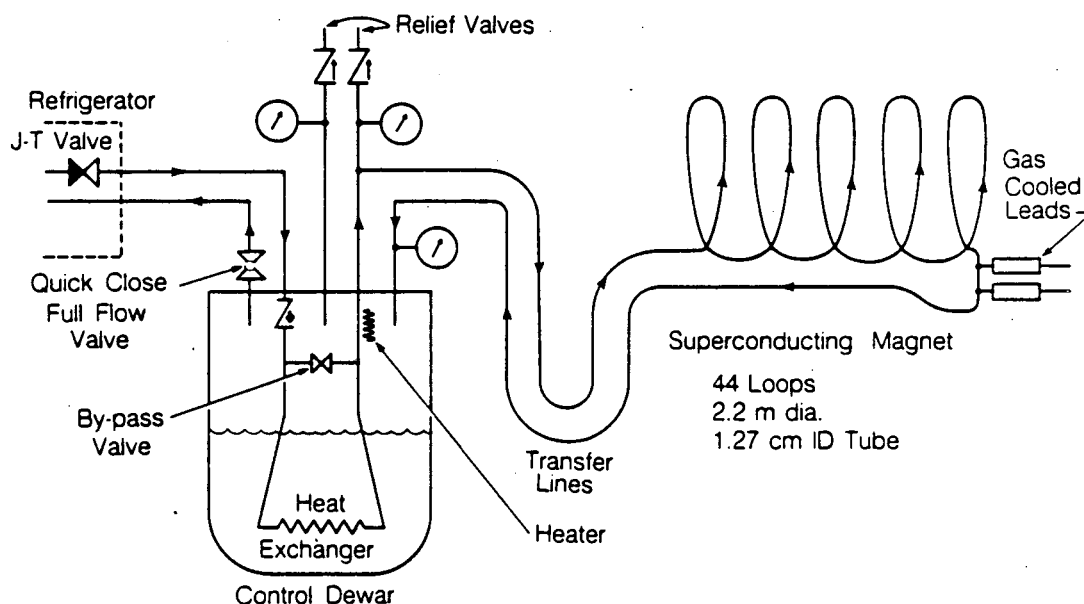 Relief Valves
Refrigerator
J-T Valve
Gas
Cooled
Leads
Quick Close
Full Flow
Valve
Superconducting Magnet
44 Loops
2.2 m dia.
1.27 cm ID Tube
By-pass
Valve
Transfer
Lines
Heat
Exchanger
Heater
Control Dewar